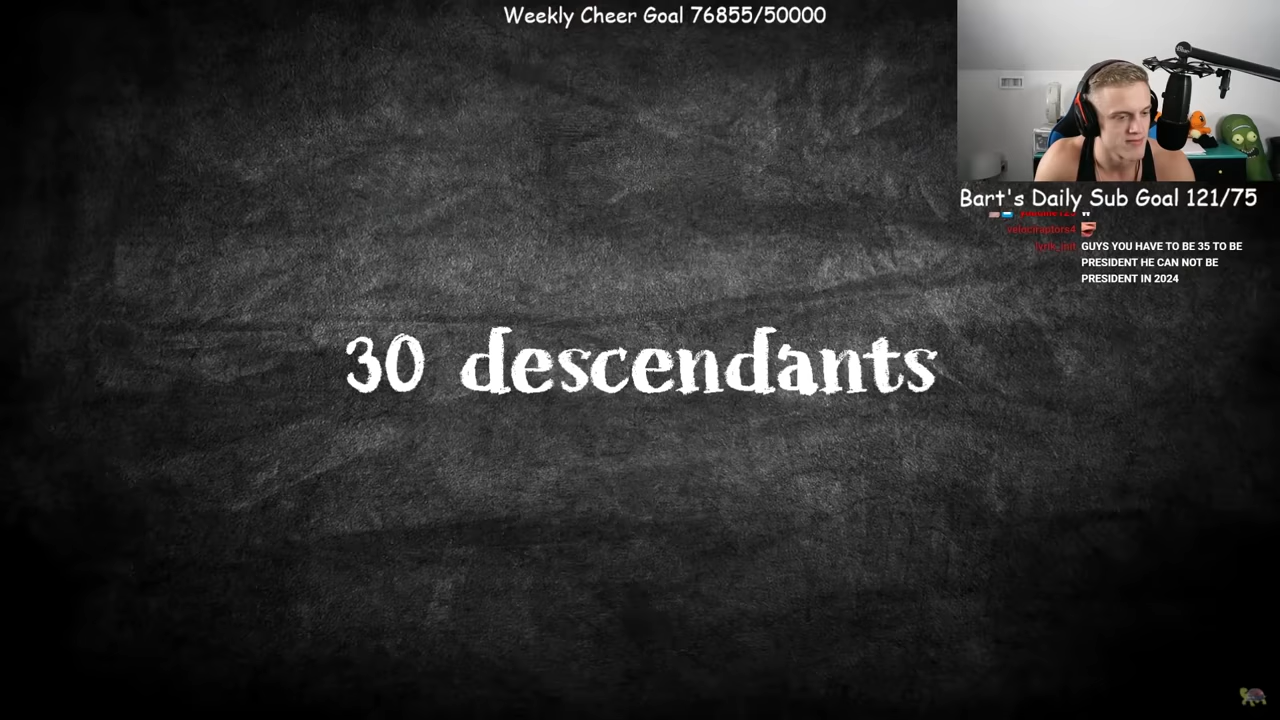 Weekly Cheer Goal 76855/50000
Bart's Daily Sub Goal 121/75
velociraptors4
GUYS YOU HAVE TO BE 35 TO BE
PRESIDENT HE CAN NOT BE
PRESIDENT IN 2024
30 descendants